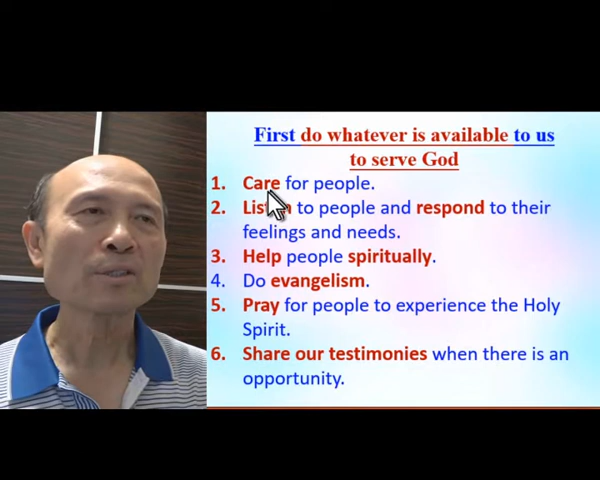 First do whatever is available to us
to serve God
1. Care for people.
2. Listen to people and respond to their
feelings and needs.
3. Help people spiritually.
4. Do evangelism.
5. Pray for people to experience the Holy
Spirit.
6. Share our testimonies when there is an
opportunity.